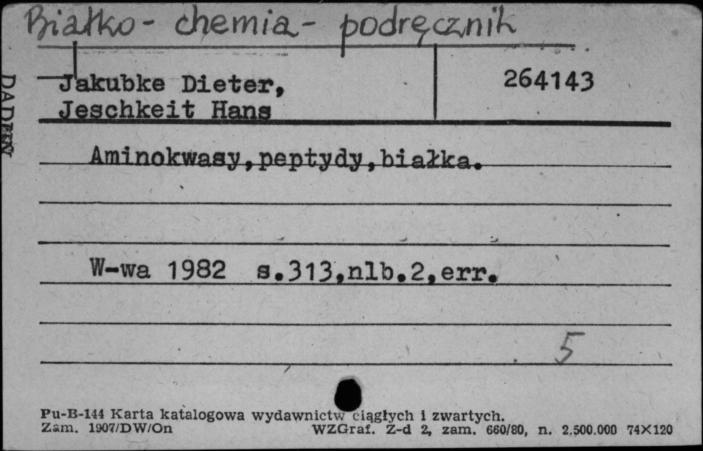 Białko - chemia - podręcznik
Jakubke Dieter, 264143
Jeschkeit Hans
Aminokwasy,peptydy,białka.
W-wa 1982 s.313,nlb.2,err.
5
Pu-B-144 Karta katalogowa wydawnictw ciągłych i zwartych.
Zam. 1907/DW/On WZGraf. Z-d 2, zam. 660/80, n. 2.500.000 74X120